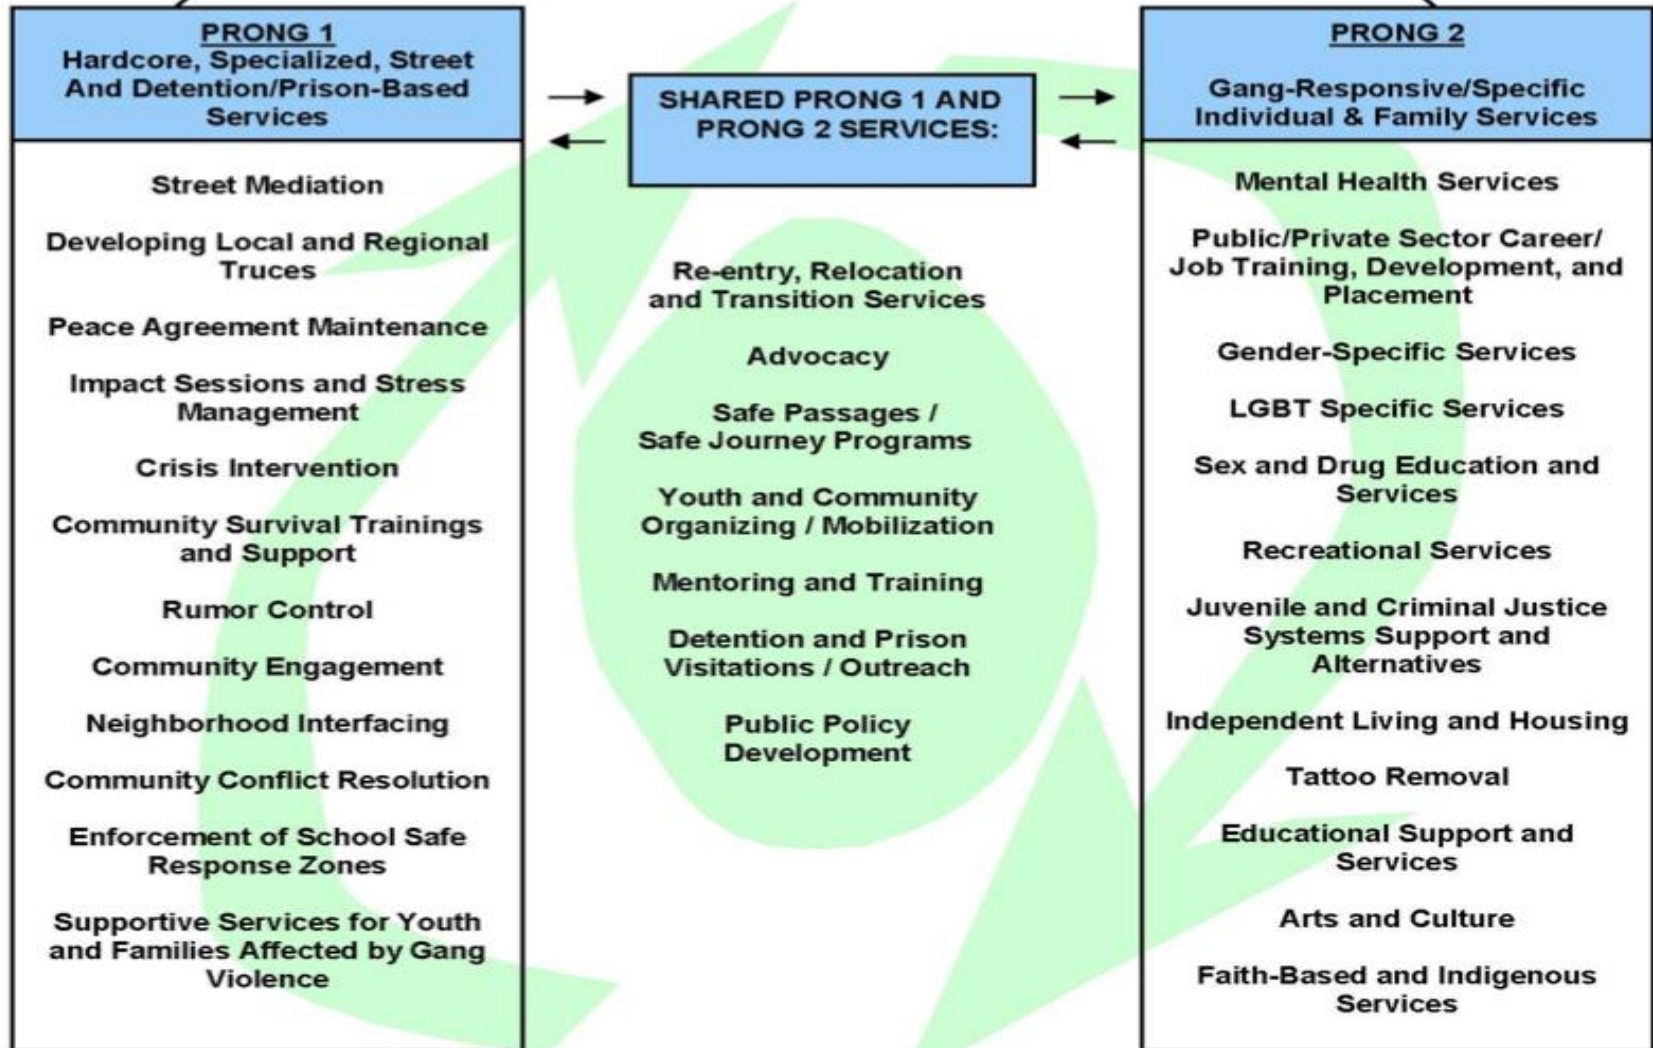 PRONG 1
Hardcore, Specialized, Street
And Detention/Prison-Based
Services
Street Mediation
Developing Local and Regional
Truces
Peace Agreement Maintenance
Impact Sessions and Stress
Management
Crisis Intervention
Community Survival Trainings
and Support
Rumor Control
Community Engagement
Neighborhood Interfacing
Community Conflict Resolution
Enforcement of School Safe
Response Zones
Supportive Services for Youth
and Families Affected by Gang
Violence
SHARED PRONG 1 AND
PRONG 2 SERVICES:
Re-entry, Relocation
and Transition Services
Advocacy
Safe Passages /
Safe Journey Programs
Youth and Community
Organizing / Mobilization
Mentoring and Training
Detention and Prison
Visitations / Outreach
Public Policy
Development
PRONG 2
Gang-Responsive/Specific
Individual & Family Services
Mental Health Services
Public/Private Sector Career/
Job Training, Development, and
Placement
Gender-Specific Services
LGBT Specific Services
Sex and Drug Education and
Services
Recreational Services
Juvenile and Criminal Justice
Systems Support and
Alternatives
Independent Living and Housing
Tattoo Removal
Educational Support and
Services
Arts and Culture
Faith-Based and Indigenous
Services